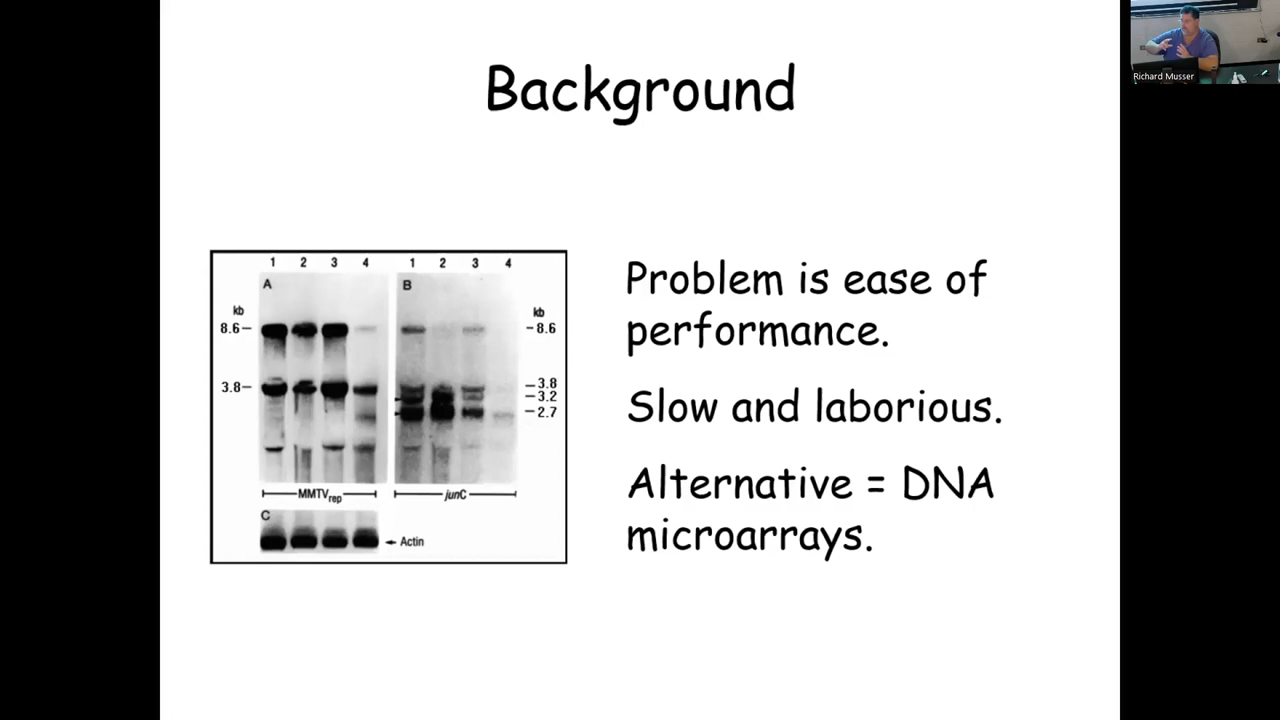 Background
Richard Musser
1 2 3 4 1 2 3 4
A B
kb kb
8.6 8.6
3.8 3.8
3.2
2.7
MMTVrep junC
C
Actin
Problem is ease of
performance.
Slow and laborious.
Alternative = DNA
microarrays.